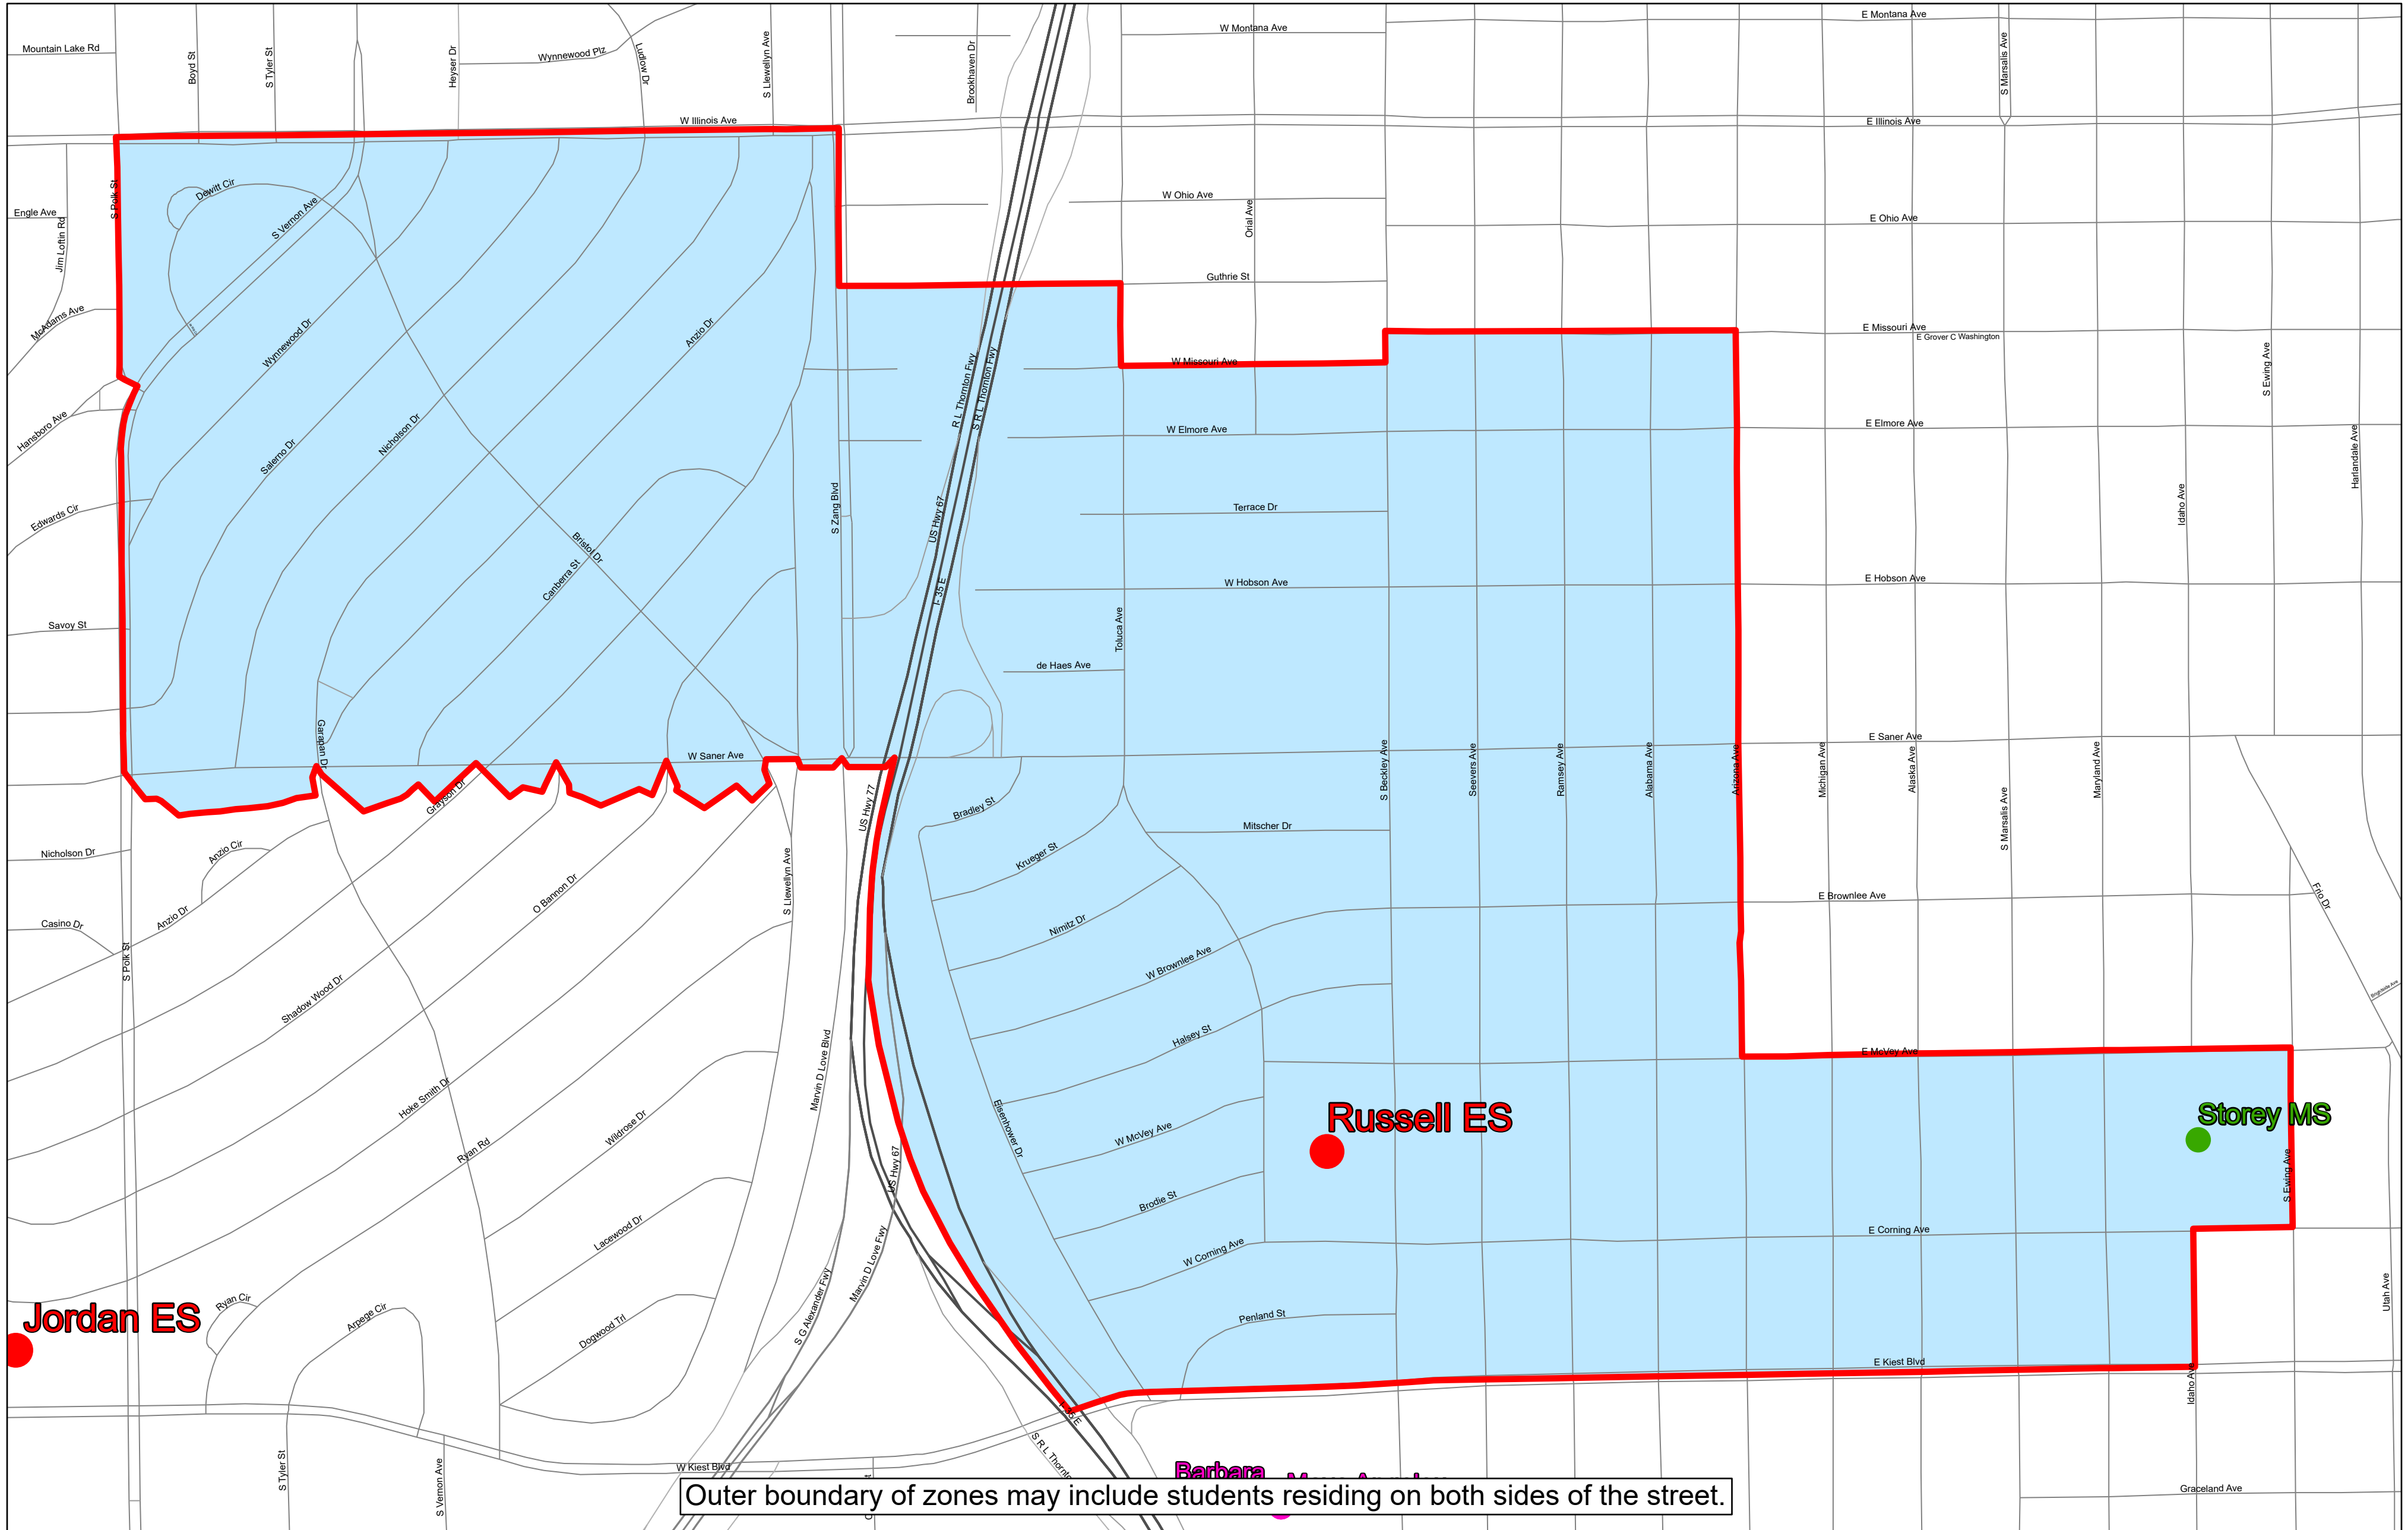 E Montana Ave
W Montana Ave
Mountain Lake Rd
Boyd St
S Tyler St
Heyser Dr
Wynnewood Plz
Ludlow Dr
S Llewellyn Ave
Brookhaven Dr
S Marsalis Ave
W Illinois Ave
E Illinois Ave
S Polk St
Dewitt Cir
S Vernon Ave
Engle Ave
Jim Loftin Rd
W Ohio Ave
Orial Ave
E Ohio Ave
Guthrie St
McAdams Ave
Wynnewood Dr
Anzio Dr
R L Thornton Fwy
S R L Thornton Fwy
W Missouri Ave
E Missouri Ave
E Grover C Washington
S Ewing Ave
Hansboro Ave
Salerno Dr
Nicholson Dr
W Elmore Ave
E Elmore Ave
Harlandale Ave
Edwards Cir
S Zang Blvd
US Hwy 67
Terrace Dr
Idaho Ave
Bristol Dr
Canberra St
I- 35 E
W Hobson Ave
E Hobson Ave
Savoy St
Toluca Ave
de Haes Ave
Garapan Dr
W Saner Ave
E Saner Ave
S Beckley Ave
Seevers Ave
Ramsey Ave
Alabama Ave
Arizona Ave
Michigan Ave
Alaska Ave
S Marsalis Ave
Maryland Ave
Grayson Dr
US Hwy 77
Bradley St
Mitscher Dr
Nicholson Dr
Anzio Cir
Krueger St
S Llewellyn Ave
O Bannon Dr
E Brownlee Ave
Frio Dr
Casino Dr
Anzio Dr
Nimitz Dr
S Polk St
W Brownlee Ave
Shadow Wood Dr
Halsey St
Marvin D Love Blvd
E McVey Ave
Hoke Smith Dr
Wildrose Dr
Eisenhower Dr
W McVey Ave
Russell ES
Storey MS
Ryan Rd
US Hwy 67
S Ewing Ave
Brodie St
Lacewood Dr
E Corning Ave
W Corning Ave
Marvin D Love Fwy
S G Alexander Fwy
Utah Ave
Jordan ES
Ryan Cir
Arpege Cir
Dogwood Trl
Penland St
E Kiest Blvd
Idaho Ave
S Tyler St
S Vernon Ave
W Kiest Blvd
S R L
Barbara
Graceland Ave
Outer boundary of zones may include students residing on both sides of the street.